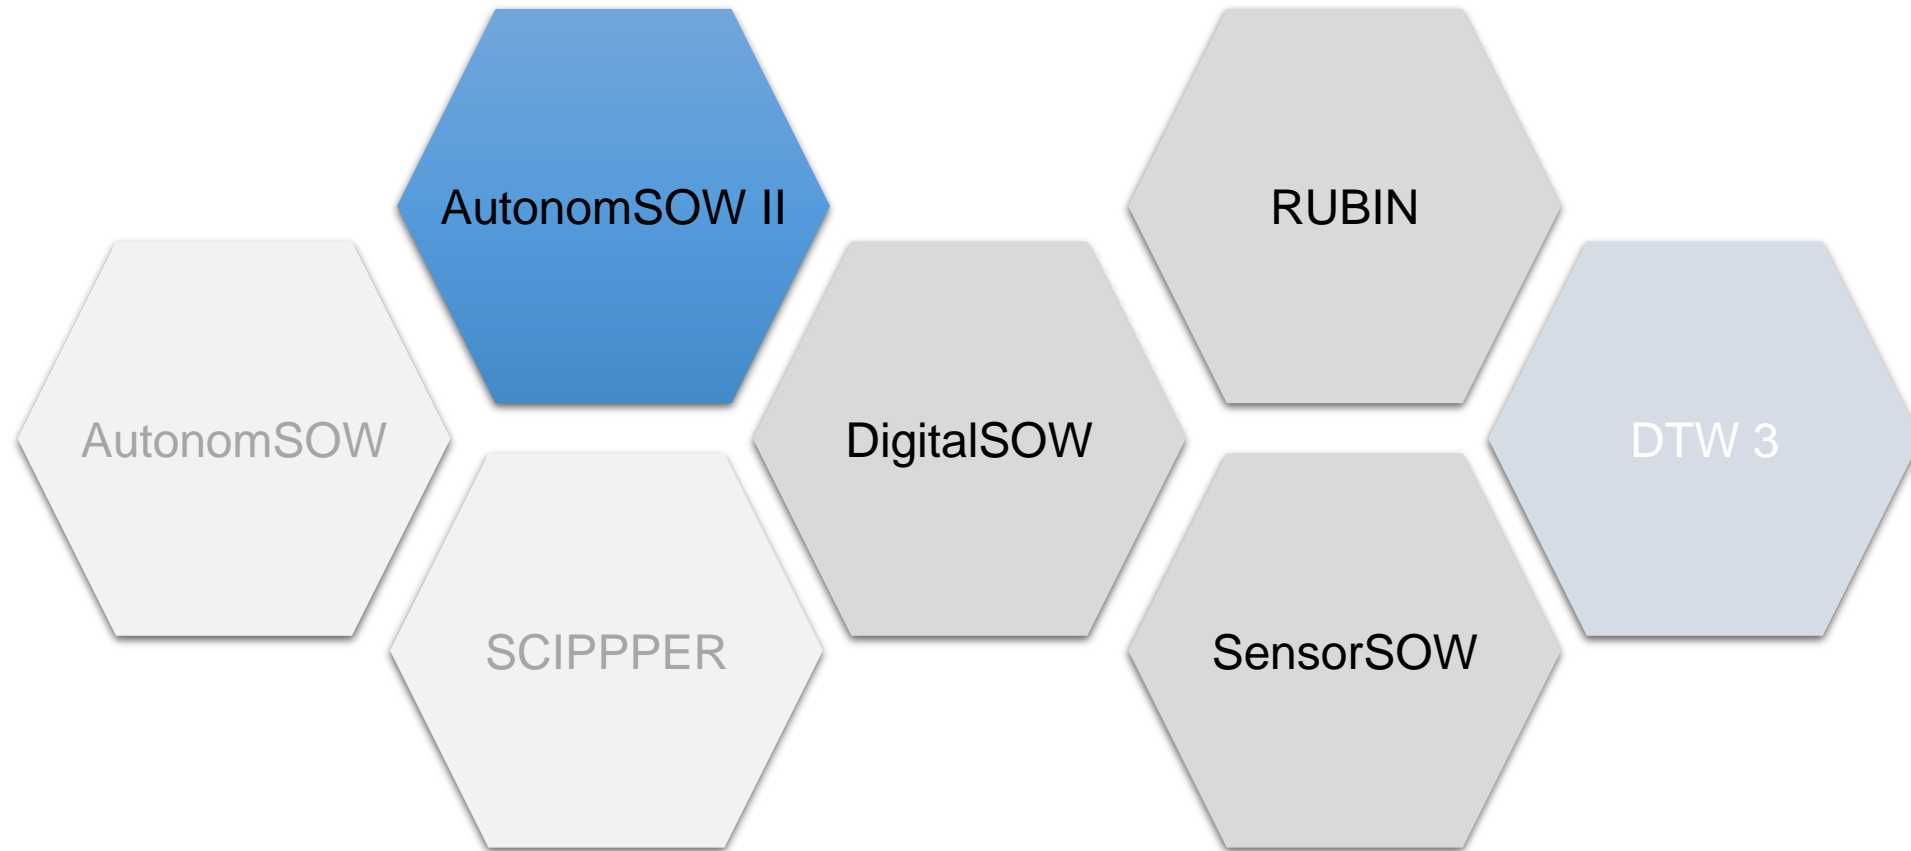 AutonomSOW II
RUBIN
AutonomSOW
DigitalSOW
DTW 3
SCIPPPER
SensorSOW